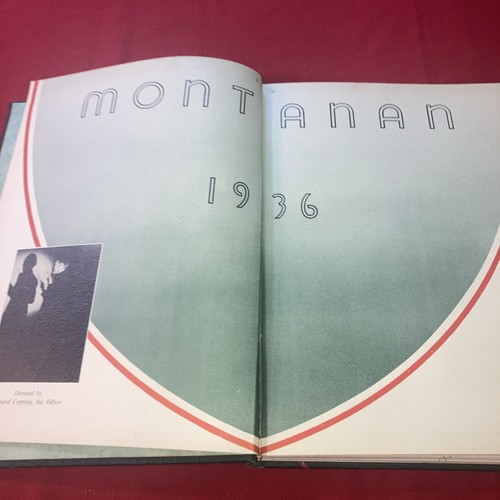 MONTANAN
1936
Directed by
Copping, the Editor